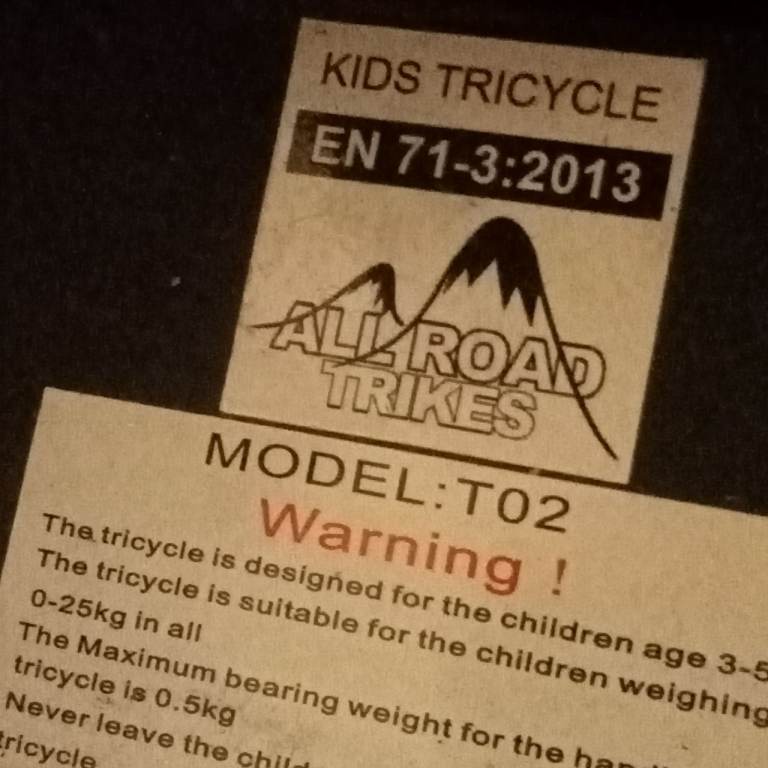 KIDS TRICYCLE
EN 71-3:2013
ALL ROAD
TRIKES
MODEL:T02
Warning !
The tricycle is designed for the children age 3-5
The tricycle is suitable for the children weighing
0-25kg in all
The Maximum bearing weight for the
tricycle is 0.5kg
Never leave the
tricycle